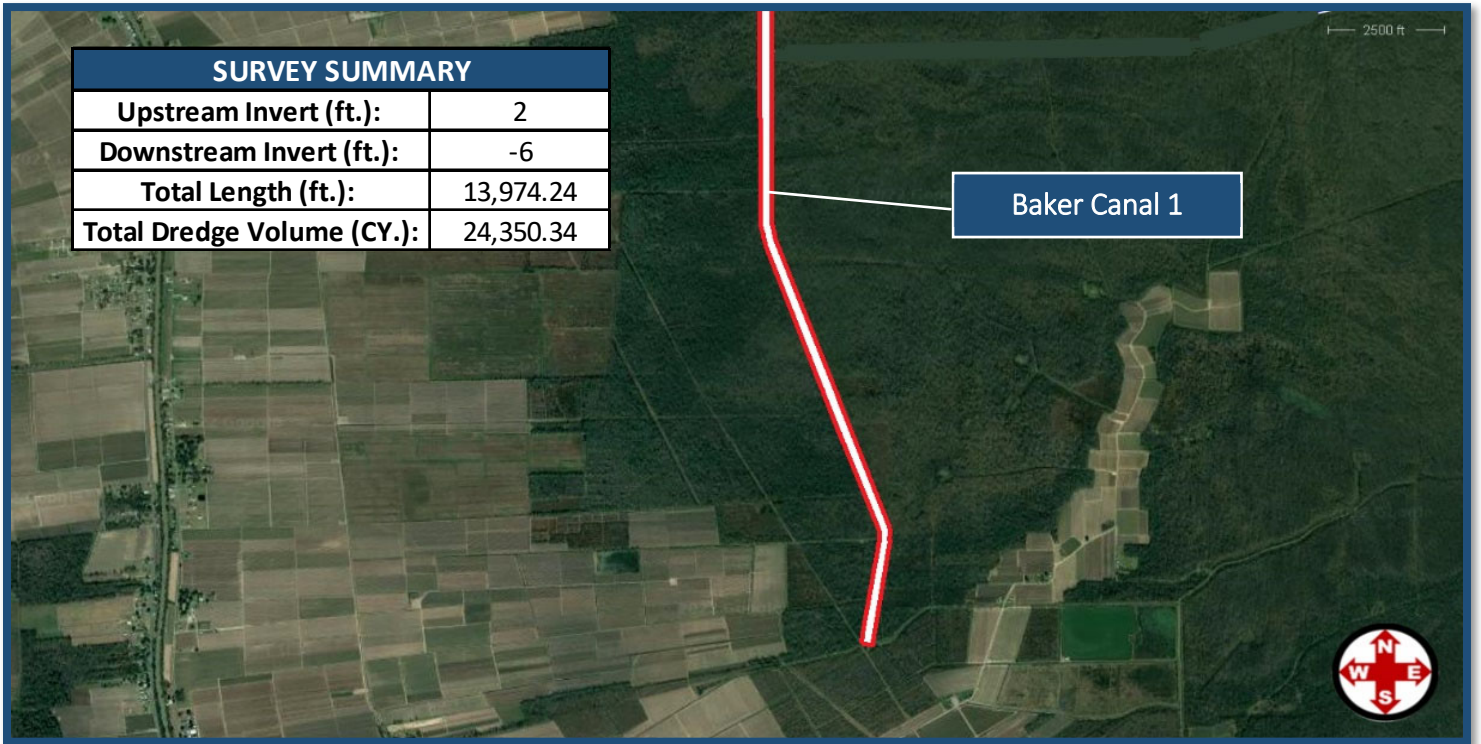 2500 ft
SURVEY SUMMARY
Upstream Invert (ft.): 2
Downstream Invert (ft.): -6
Total Length (ft.): 13,974.24
Total Dredge Volume (CY.): 24,350.34
Baker Canal 1
N
W E
S